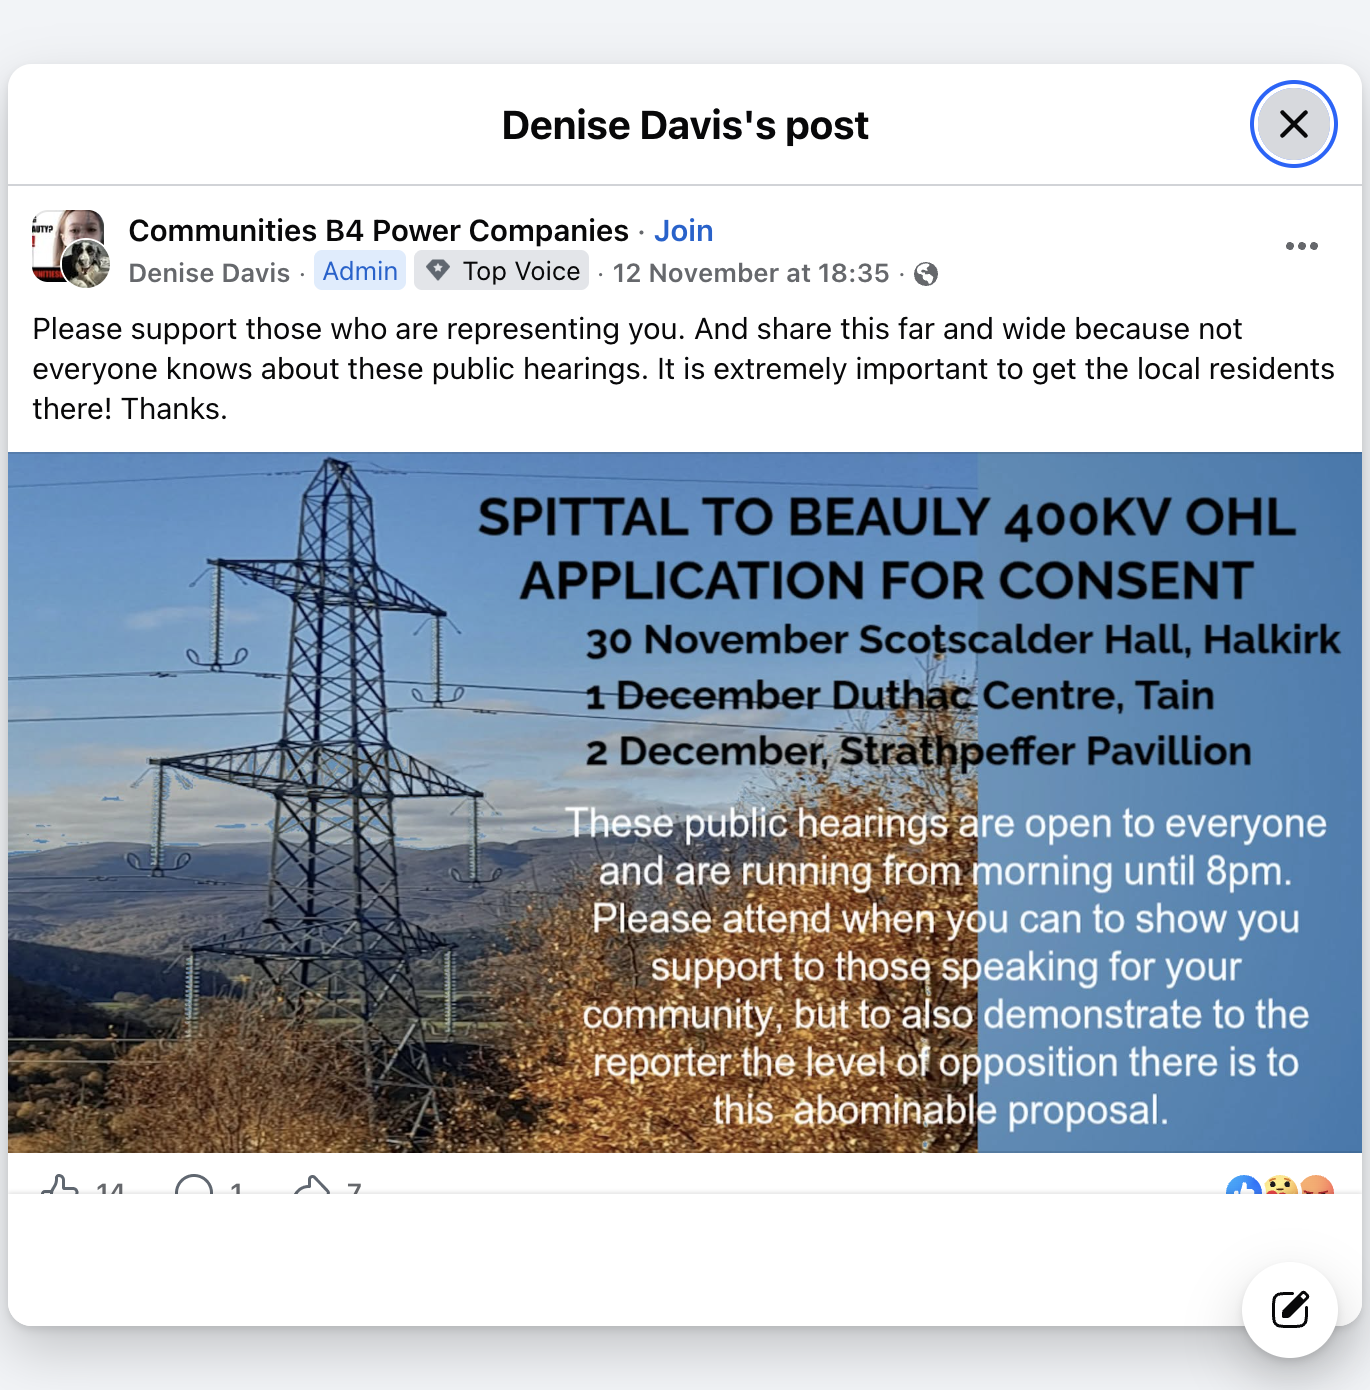 Denise Davis's post
Communities B4 Power Companies · Join
Denise Davis · Admin Top Voice · 12 November at 18:35 ·
Please support those who are representing you. And share this far and wide because not
everyone knows about these public hearings. It is extremely important to get the local residents
there! Thanks.
SPITTAL TO BEAULY 400KV OHL
APPLICATION FOR CONSENT
30 November Scotscalder Hall, Halkirk
1 December Duthac Centre, Tain
2 December, Strathpeffer Pavillion
These public hearings are open to everyone
and are running from morning until 8pm.
Please attend when you can to show you
support to those speaking for your
community, but to also demonstrate to the
reporter the level of opposition there is to
this abominable proposal.
14 1 7